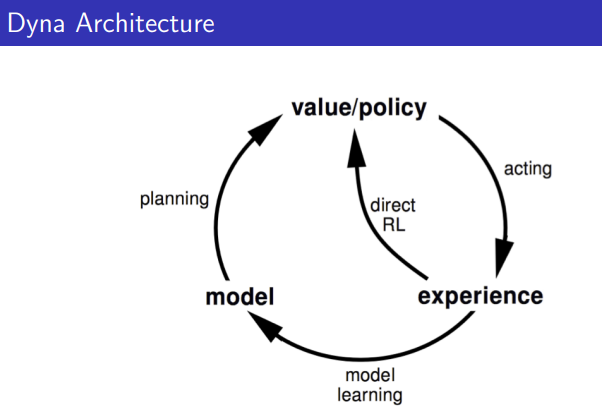 Dyna Architecture
value/policy
acting
planning
direct
RL
model
experience
model
learning